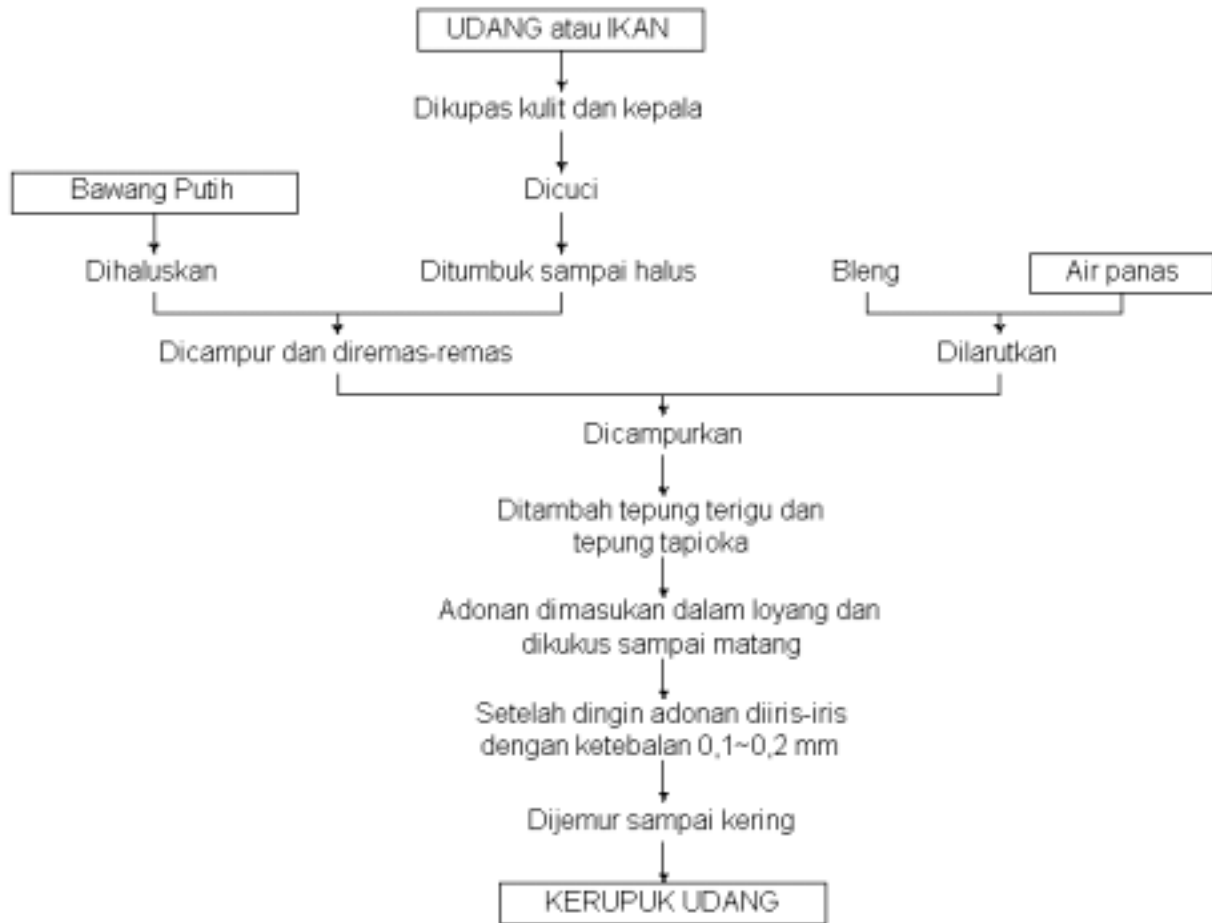 UDANG atau IKAN
Dikupas kulit dan kepala
Bawang Putih
Dicuci
Dihaluskan
Ditumbuk sampai halus
Bleng
Air panas
Dicampur dan diremas-remas
Dilarutkan
Dicampurkan
Ditambah tepung terigu dan
tepung tapioka
Adonan dimasukan dalam loyang dan
dikukus sampai matang
Setelah dingin adonan diiris-iris
dengan ketebalan 0,1~0,2 mm
Dijemur sampai kering
KERUPUK UDANG